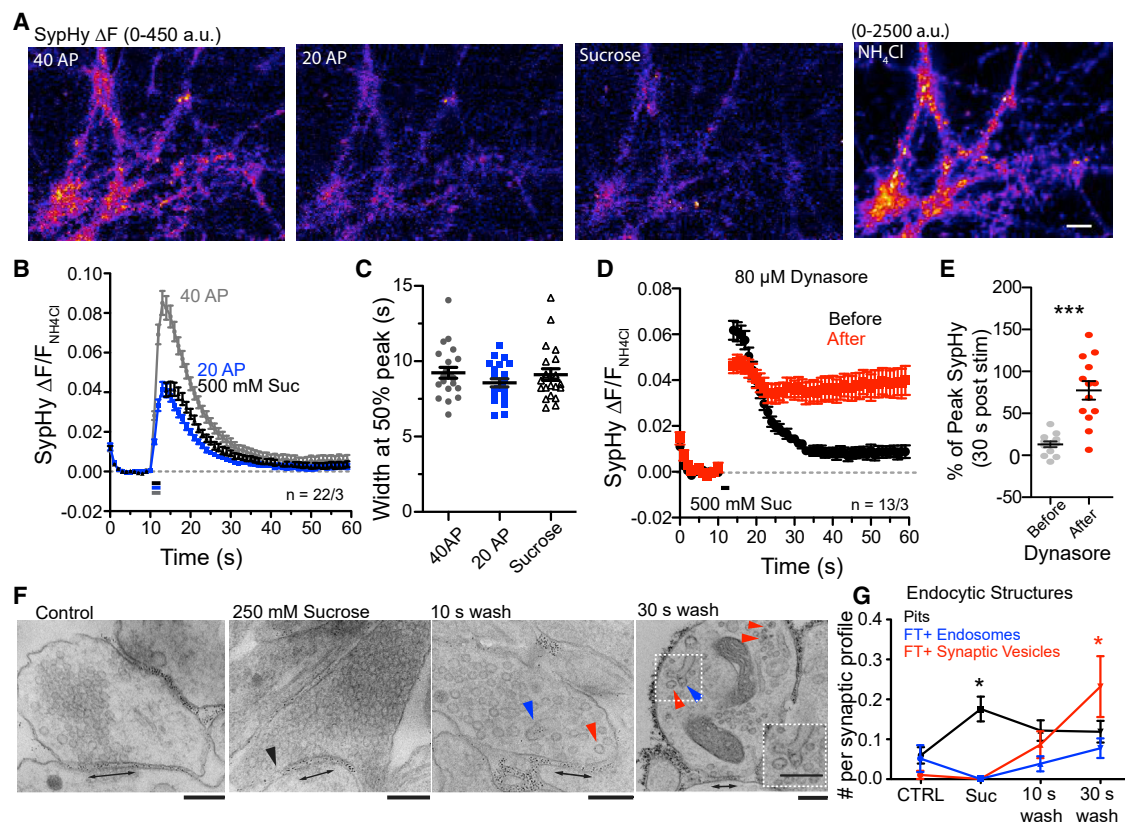 A
SypHy ΔF (0-450 a.u.)
40 AP
20 AP
Sucrose
(0-2500 a.u.)
NH4Cl
B
SypHy ΔF/FNH4Cl
0.10
0.08
0.06
0.04
0.02
0.00
-0.02
40 AP
20 AP
500 mM Suc
n = 22/3
0 10 20 30 40 50 60
Time (s)
C
Width at 50% peak (s)
15
10
5
0
40AP
20 AP
Sucrose
D
80 µM Dynasore
SypHy ΔF/FNH4Cl
0.08
0.06
0.04
0.02
0.00
-0.02
Before
After
500 mM Suc
n = 13/3
0 10 20 30 40 50 60
Time (s)
E
% of Peak SypHy
(30 s post stim)
200
150
100
50
0
-50
***
Before
After
Dynasore
F
Control
250 mM Sucrose
10 s wash
30 s wash
G
Endocytic Structures
# per synaptic profile
0.4
0.3
0.2
0.1
0.0
Pits
FT+ Endosomes
FT+ Synaptic Vesicles
*
*
CTRL
Suc
10 s
wash
30 s
wash